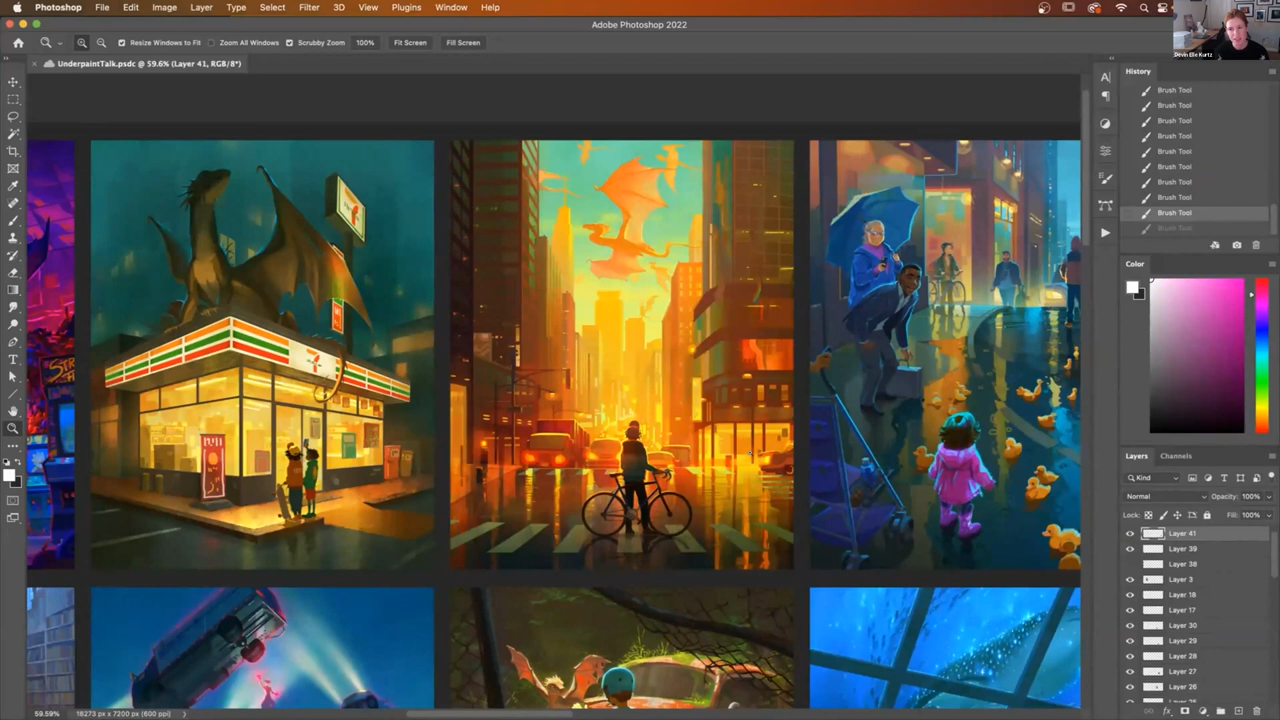 Photoshop File Edit Image Layer Type Select Filter 3D View Plugins Window Help
Adobe Photoshop 2022
Resize Windows to Fit Zoom All Windows Scrubby Zoom 100% Fit Screen Fill Screen
UnderpaintTalk.psdc @ 59.6% (Layer 41, RGB/8*)
Devin Elle Kurtz
History
Brush Tool
Brush Tool
Brush Tool
Brush Tool
Brush Tool
Brush Tool
Brush Tool
Brush Tool
Brush Tool
Brush Tool
Color
Layers Channels
Kind
Normal Opacity: 100%
Lock: Fill: 100%
Layer 41
Layer 39
Layer 38
Layer 3
Layer 18
Layer 17
Layer 30
Layer 29
Layer 28
Layer 27
Layer 26
59.59% 18273 px x 7200 px (600 ppi)